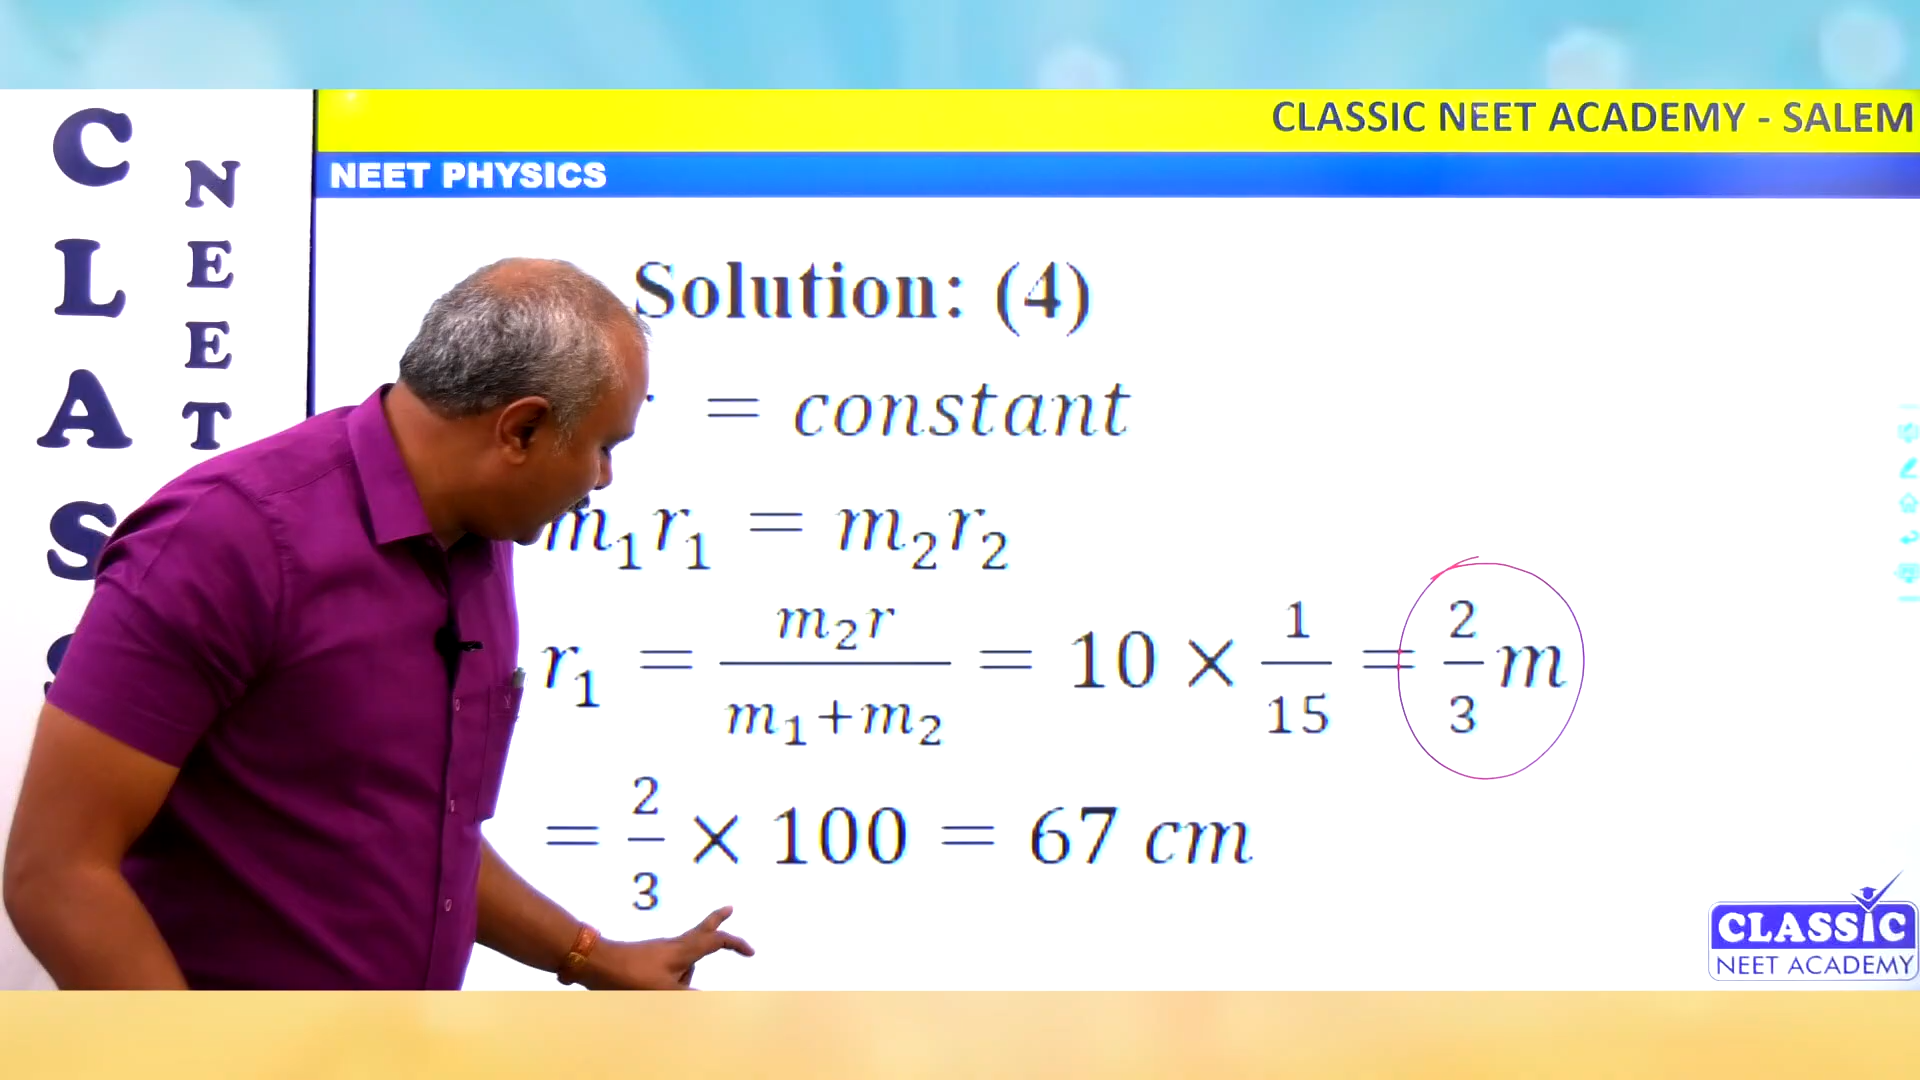 CLASSIC NEET ACADEMY - SALEM
NEET PHYSICS
C
L
A
S
N
E
E
T
Solution: (4)
= constant
m₁r₁ = m₂r₂
r₁ = m₂r / m₁+m₂ = 10 × 1/15 = 2/3 m
= 2/3 × 100 = 67 cm
CLASSIC
NEET ACADEMY